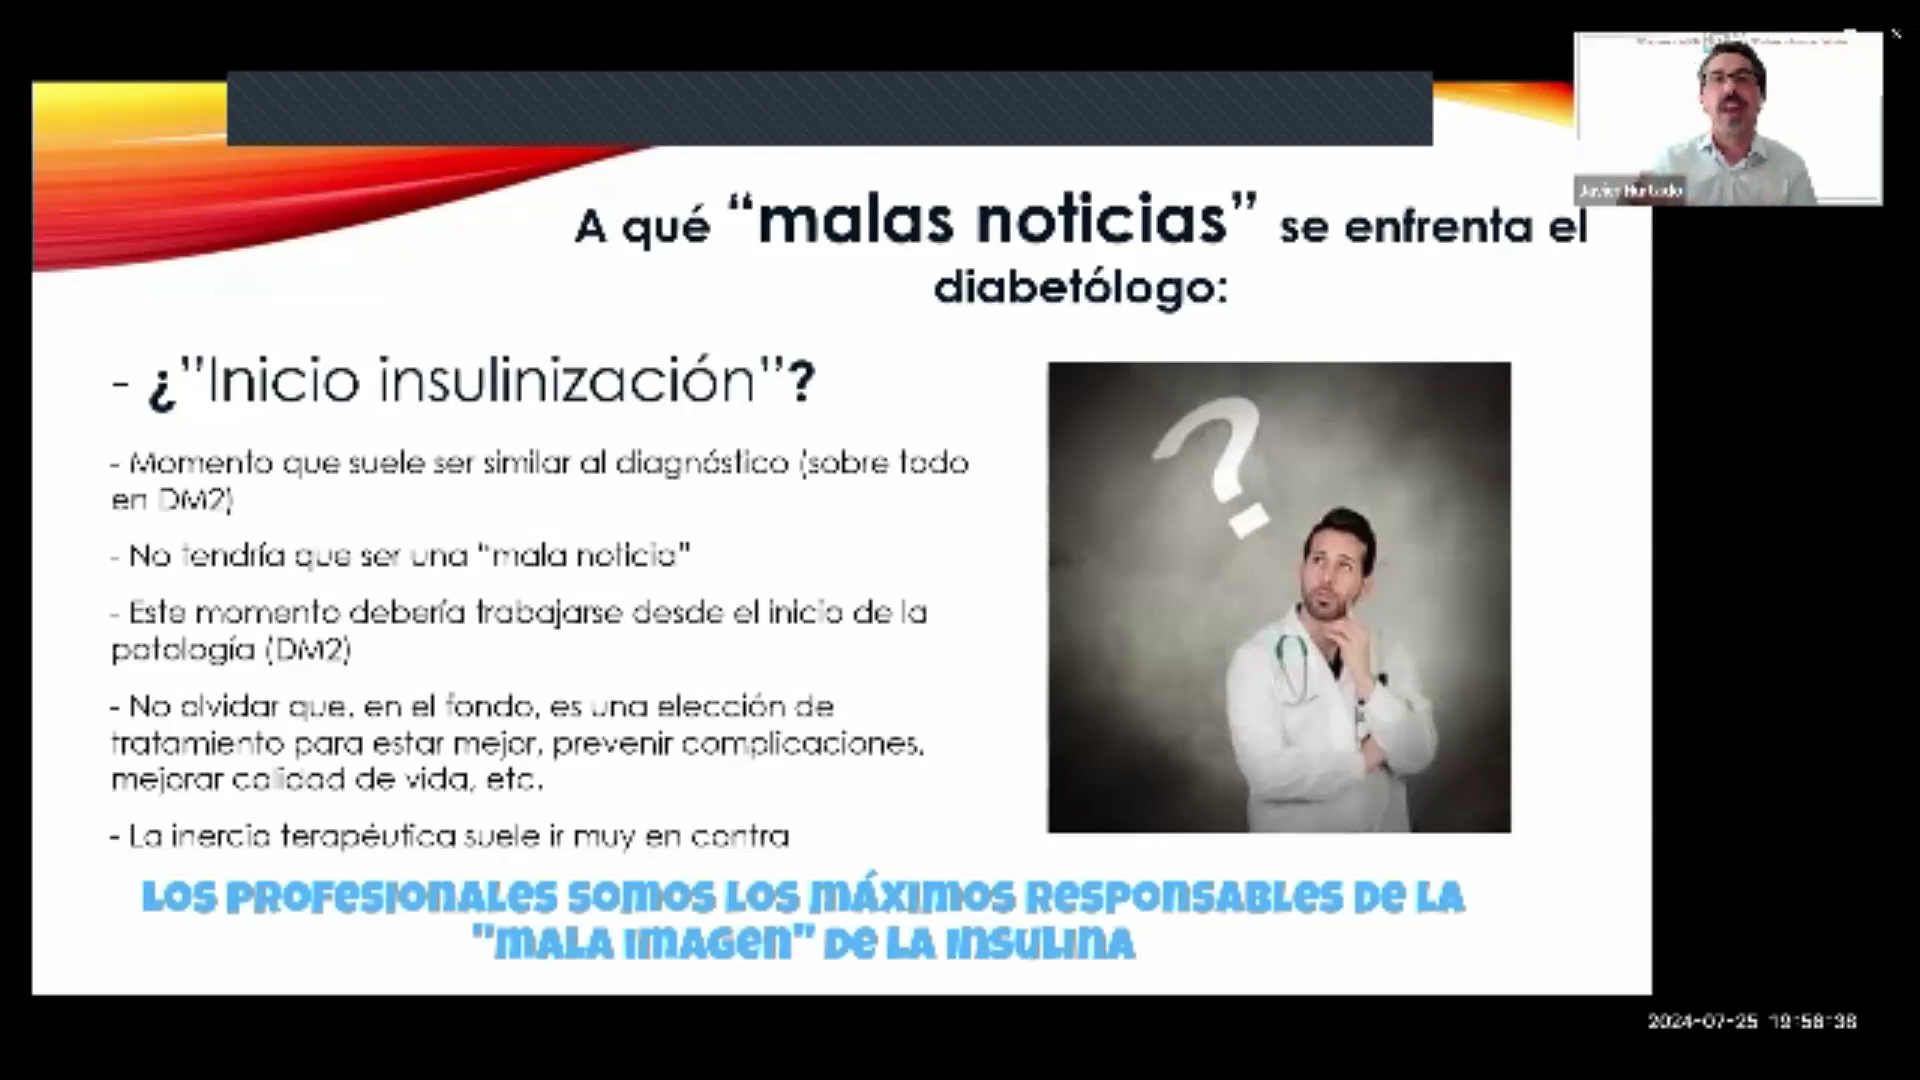 Javier Hurtado
A qué “malas noticias” se enfrenta el
diabetólogo:
- ¿”Inicio insulinización”?
- Momento que suele ser similar al diagnóstico (sobre todo
en DM2)
- No tendría que ser una “mala noticia”
- Este momento debería trabajarse desde el inicio de la
patología (DM2)
- No olvidar que, en el fondo, es una elección de
tratamiento para estar mejor, prevenir complicaciones,
mejorar calidad de vida, etc.
- La inercia terapéutica suele ir muy en contra
LOS PROFESIONALES SOMOS LOS MÁXIMOS RESPONSABLES DE LA
"MALA IMAGEN" DE LA INSULINA
2024-07-25 19:58:38